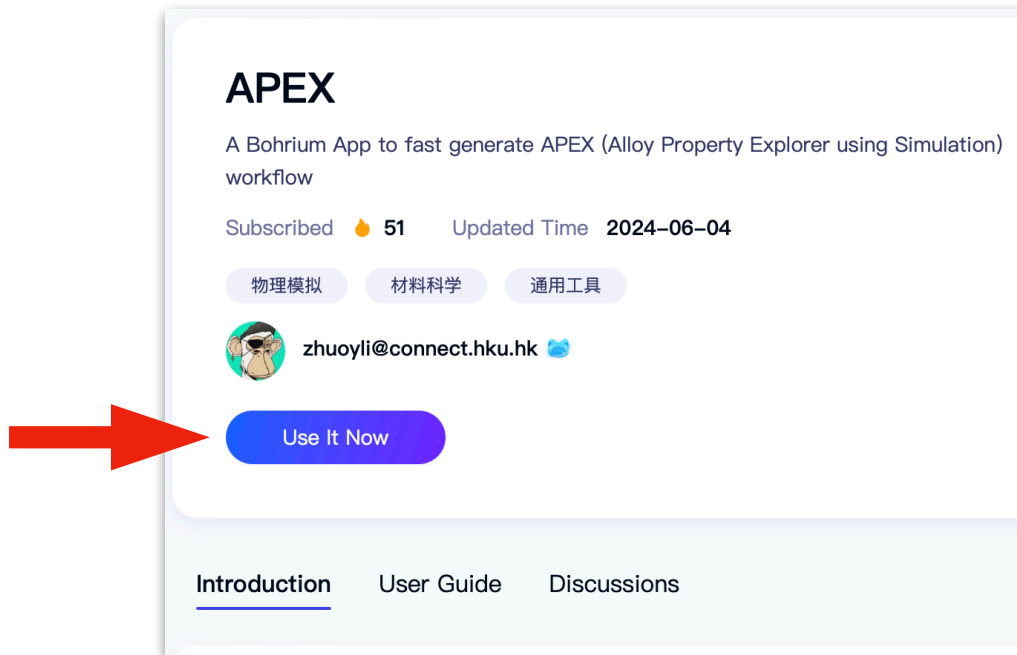 APEX
A Bohrium App to fast generate APEX (Alloy Property Explorer using Simulation)
workflow
Subscribed 51 Updated Time 2024-06-04
物理模拟 材料科学 通用工具
zhuoyli@connect.hku.hk
Use It Now
Introduction User Guide Discussions